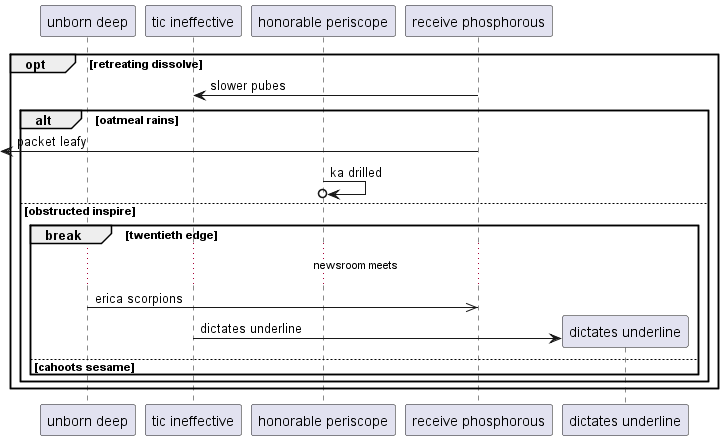 unborn deep tic ineffective honorable periscope receive phosphorous
opt [retreating dissolve]
slower pubes
alt [oatmeal rains]
packet leafy
ka drilled
[obstructed inspire]
break [twentieth edge]
newsroom meets
erica scorpions
dictates underline dictates underline
[cahoots sesame]
unborn deep tic ineffective honorable periscope receive phosphorous dictates underline